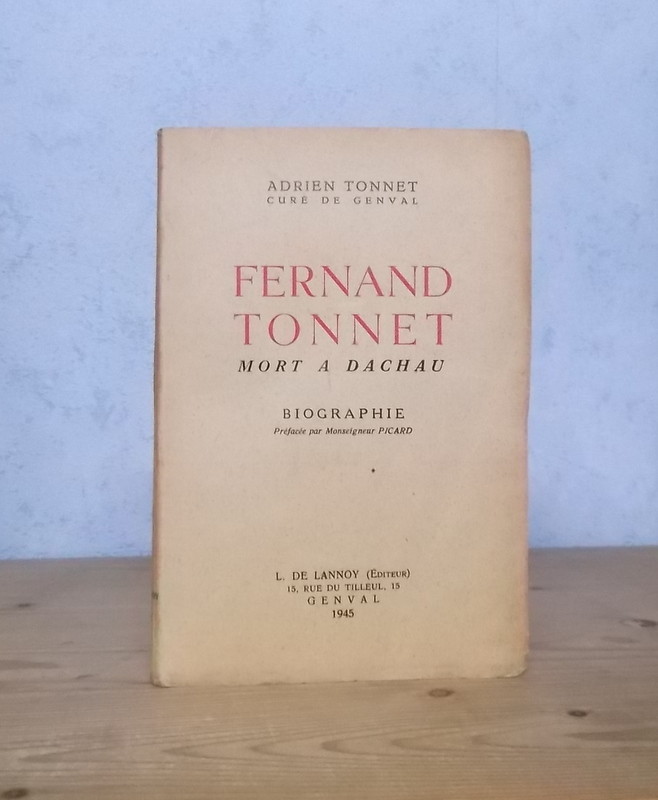 ADRIEN TONNET
CURÉ DE GENVAL
FERNAND
TONNET
MORT A DACHAU
BIOGRAPHIE
Préfacée par Monseigneur PICARD
L. DE LANNOY (Éditeur)
15, RUE DU TILLEUL, 15
GENVAL
1945